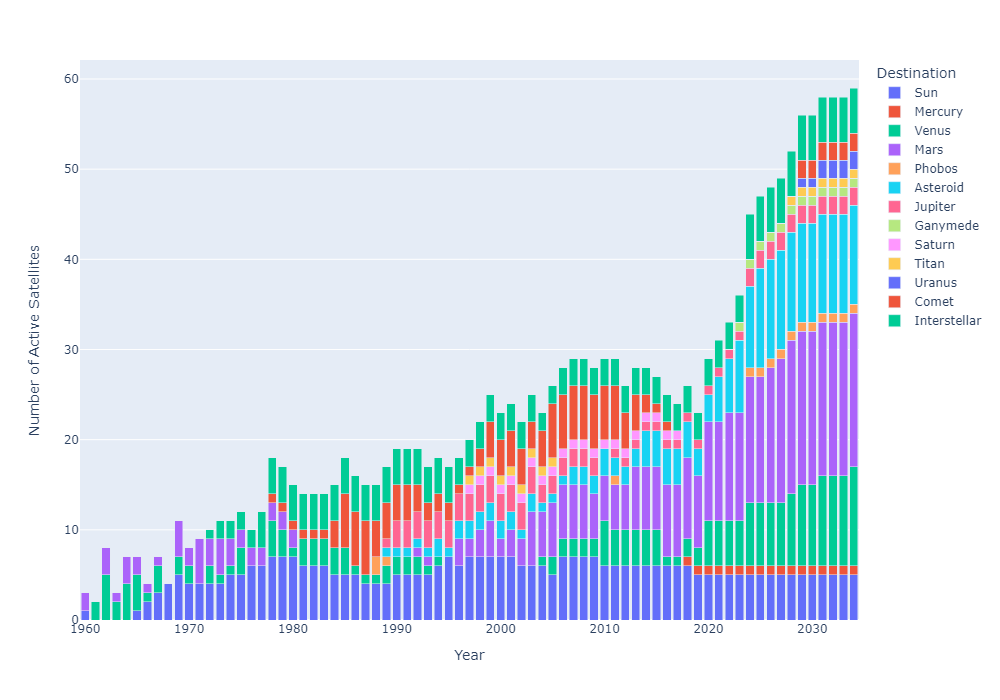 Destination
Sun
Mercury
Venus
Mars
Phobos
Asteroid
Jupiter
Ganymede
Saturn
Titan
Uranus
Comet
Interstellar
Number of Active Satellites
60
50
40
30
20
10
0
1960 1970 1980 1990 2000 2010 2020 2030
Year